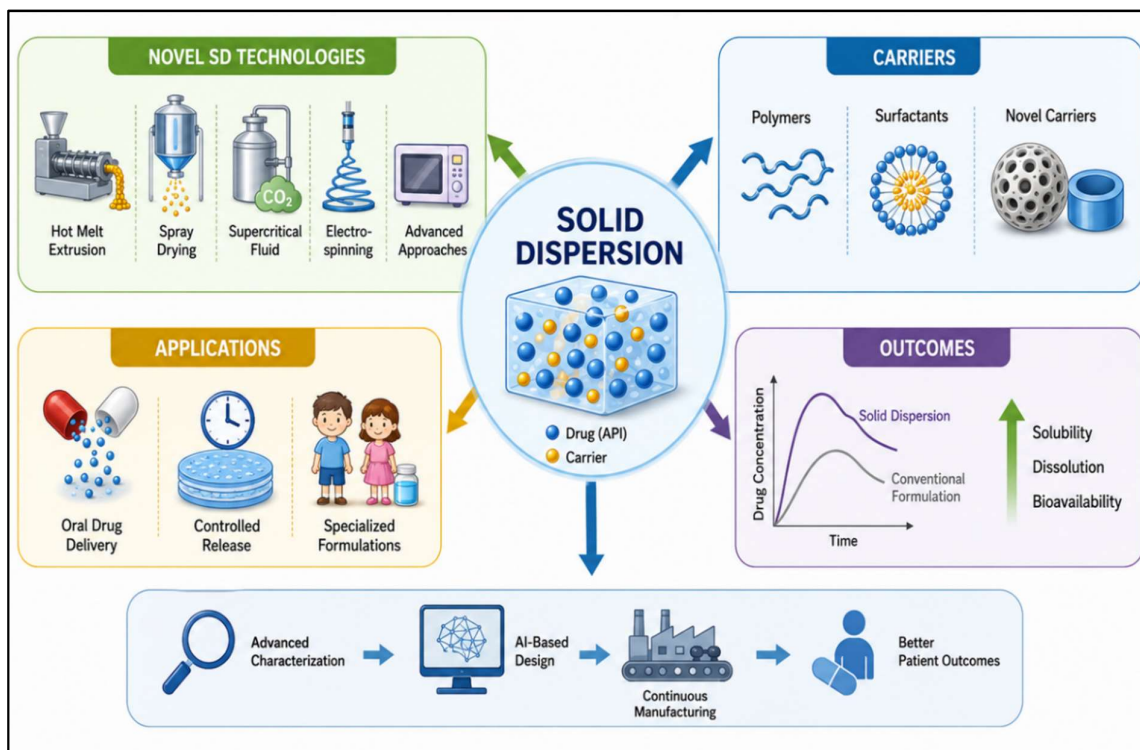 NOVEL SD TECHNOLOGIES
Hot Melt
Extrusion
Spray
Drying
CO₂
Supercritical
Fluid
Electro-
spinning
Advanced
Approaches
CARRIERS
Polymers
Surfactants
Novel Carriers
SOLID
DISPERSION
Drug (API)
Carrier
APPLICATIONS
Oral Drug
Delivery
Controlled
Release
Specialized
Formulations
OUTCOMES
Drug Concentration
Time
Solid Dispersion
Conventional
Formulation
Solubility
Dissolution
Bioavailability
Advanced
Characterization
AI-Based
Design
Continuous
Manufacturing
Better
Patient Outcomes